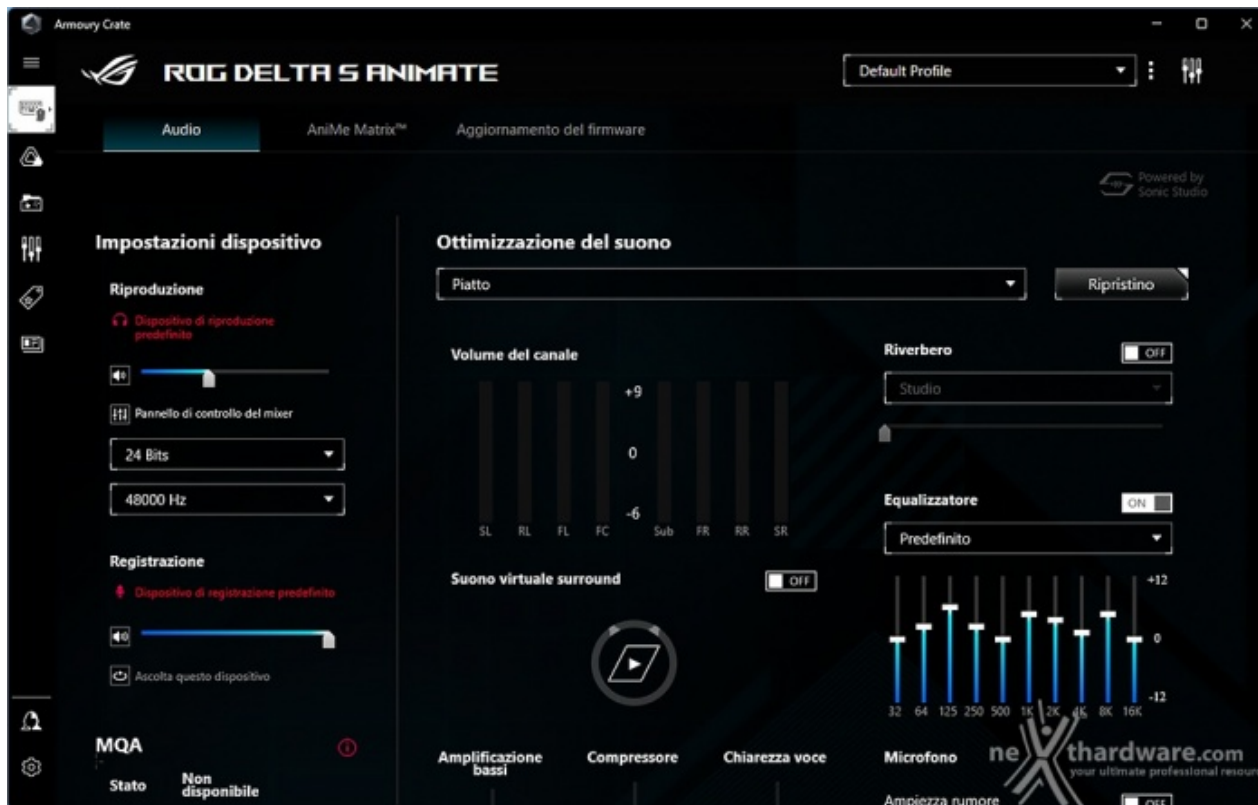 Armoury Crate
ROG DELTA S ANIMATE
Default Profile
Audio
AniMe Matrix™
Aggiornamento del firmware
Powered by
Sonic Studio
Impostazioni dispositivo
Riproduzione
Dispositivo di riproduzione
predefinito
Pannello di controllo del mixer
24 Bits
48000 Hz
Registrazione
Dispositivo di registrazione predefinito
Ascolta questo dispositivo
MQA
Stato
Non
disponibile
Ottimizzazione del suono
Piatto
Ripristino
Volume del canale
+9
0
-6
SL RL FL FC Sub FR RR SR
Suono virtuale surround
OFF
Amplificazione
bassi
Compressore
Chiarezza voce
Riverbero
OFF
Studio
Equalizzatore
ON
Predefinito
+12
0
-12
32 64 125 250 500 1K 2K 4K 8K 16K
Microfono
Ampiezza rumore
OFF
nexthardware.com
your ultimate professional resour